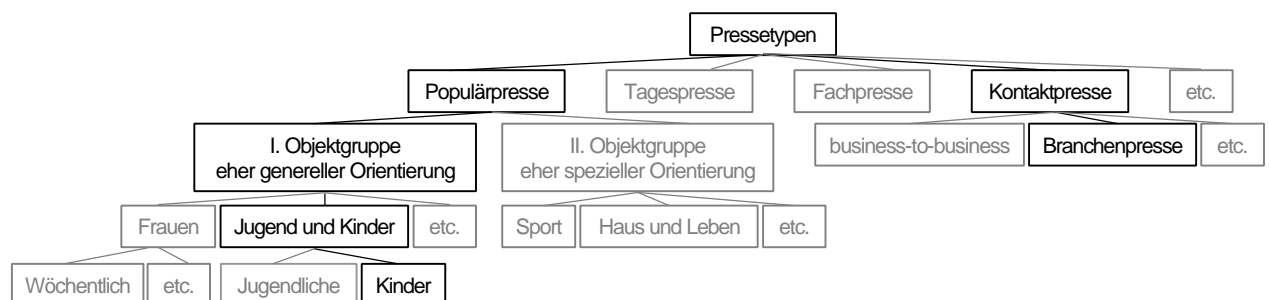 Pressetypen
Populärpresse
Tagespresse
Fachpresse
Kontaktpresse
etc.
I. Objektgruppe
eher genereller Orientierung
II. Objektgruppe
eher spezieller Orientierung
business-to-business
Branchenpresse
etc.
Frauen
Jugend und Kinder
etc.
Sport
Haus und Leben
etc.
Wöchentlich
etc.
Jugendliche
Kinder